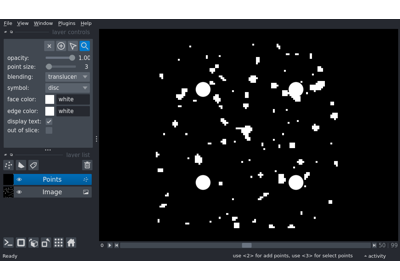 File View Window Plugins Help
layer controls
opacity: 1.00
point size: 3
blending: translucen
symbol: disc
face color: white
edge color: white
display text:
out of slice:
layer list
Points
Image
0 50 99
Ready use <2> for add points, use <3> for select points activity